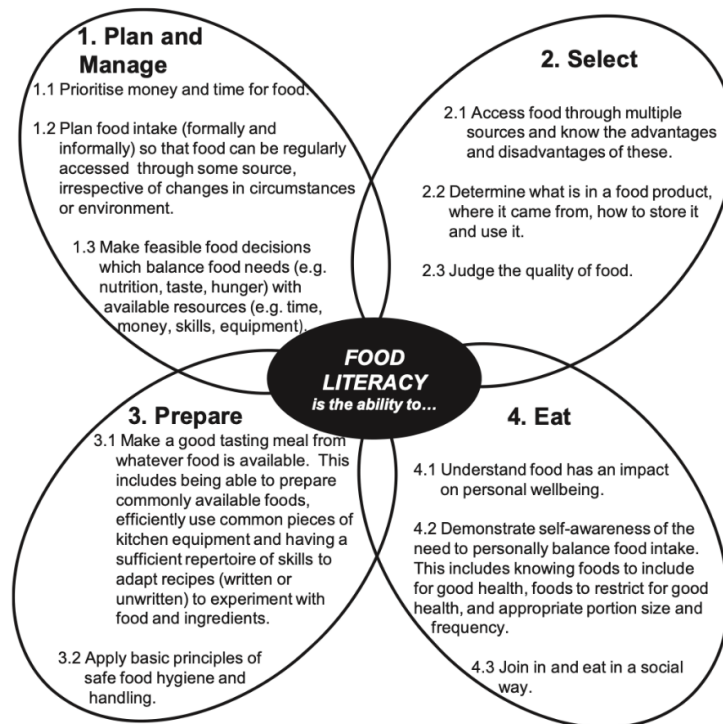 1. Plan and
Manage
1.1 Prioritise money and time for food.
1.2 Plan food intake (formally and
informally) so that food can be regularly
accessed through some source,
irrespective of changes in circumstances
or environment.
1.3 Make feasible food decisions
which balance food needs (e.g.
nutrition, taste, hunger) with
available resources (e.g. time,
money, skills, equipment).
2. Select
2.1 Access food through multiple
sources and know the advantages
and disadvantages of these.
2.2 Determine what is in a food product,
where it came from, how to store it
and use it.
2.3 Judge the quality of food.
FOOD
LITERACY
is the ability to...
3. Prepare
3.1 Make a good tasting meal from
whatever food is available. This
includes being able to prepare
commonly available foods,
efficiently use common pieces of
kitchen equipment and having a
sufficient repertoire of skills to
adapt recipes (written or
unwritten) to experiment with
food and ingredients.
3.2 Apply basic principles of
safe food hygiene and
handling.
4. Eat
4.1 Understand food has an impact
on personal wellbeing.
4.2 Demonstrate self-awareness of the
need to personally balance food intake.
This includes knowing foods to include
for good health, foods to restrict for good
health, and appropriate portion size and
frequency.
4.3 Join in and eat in a social
way.